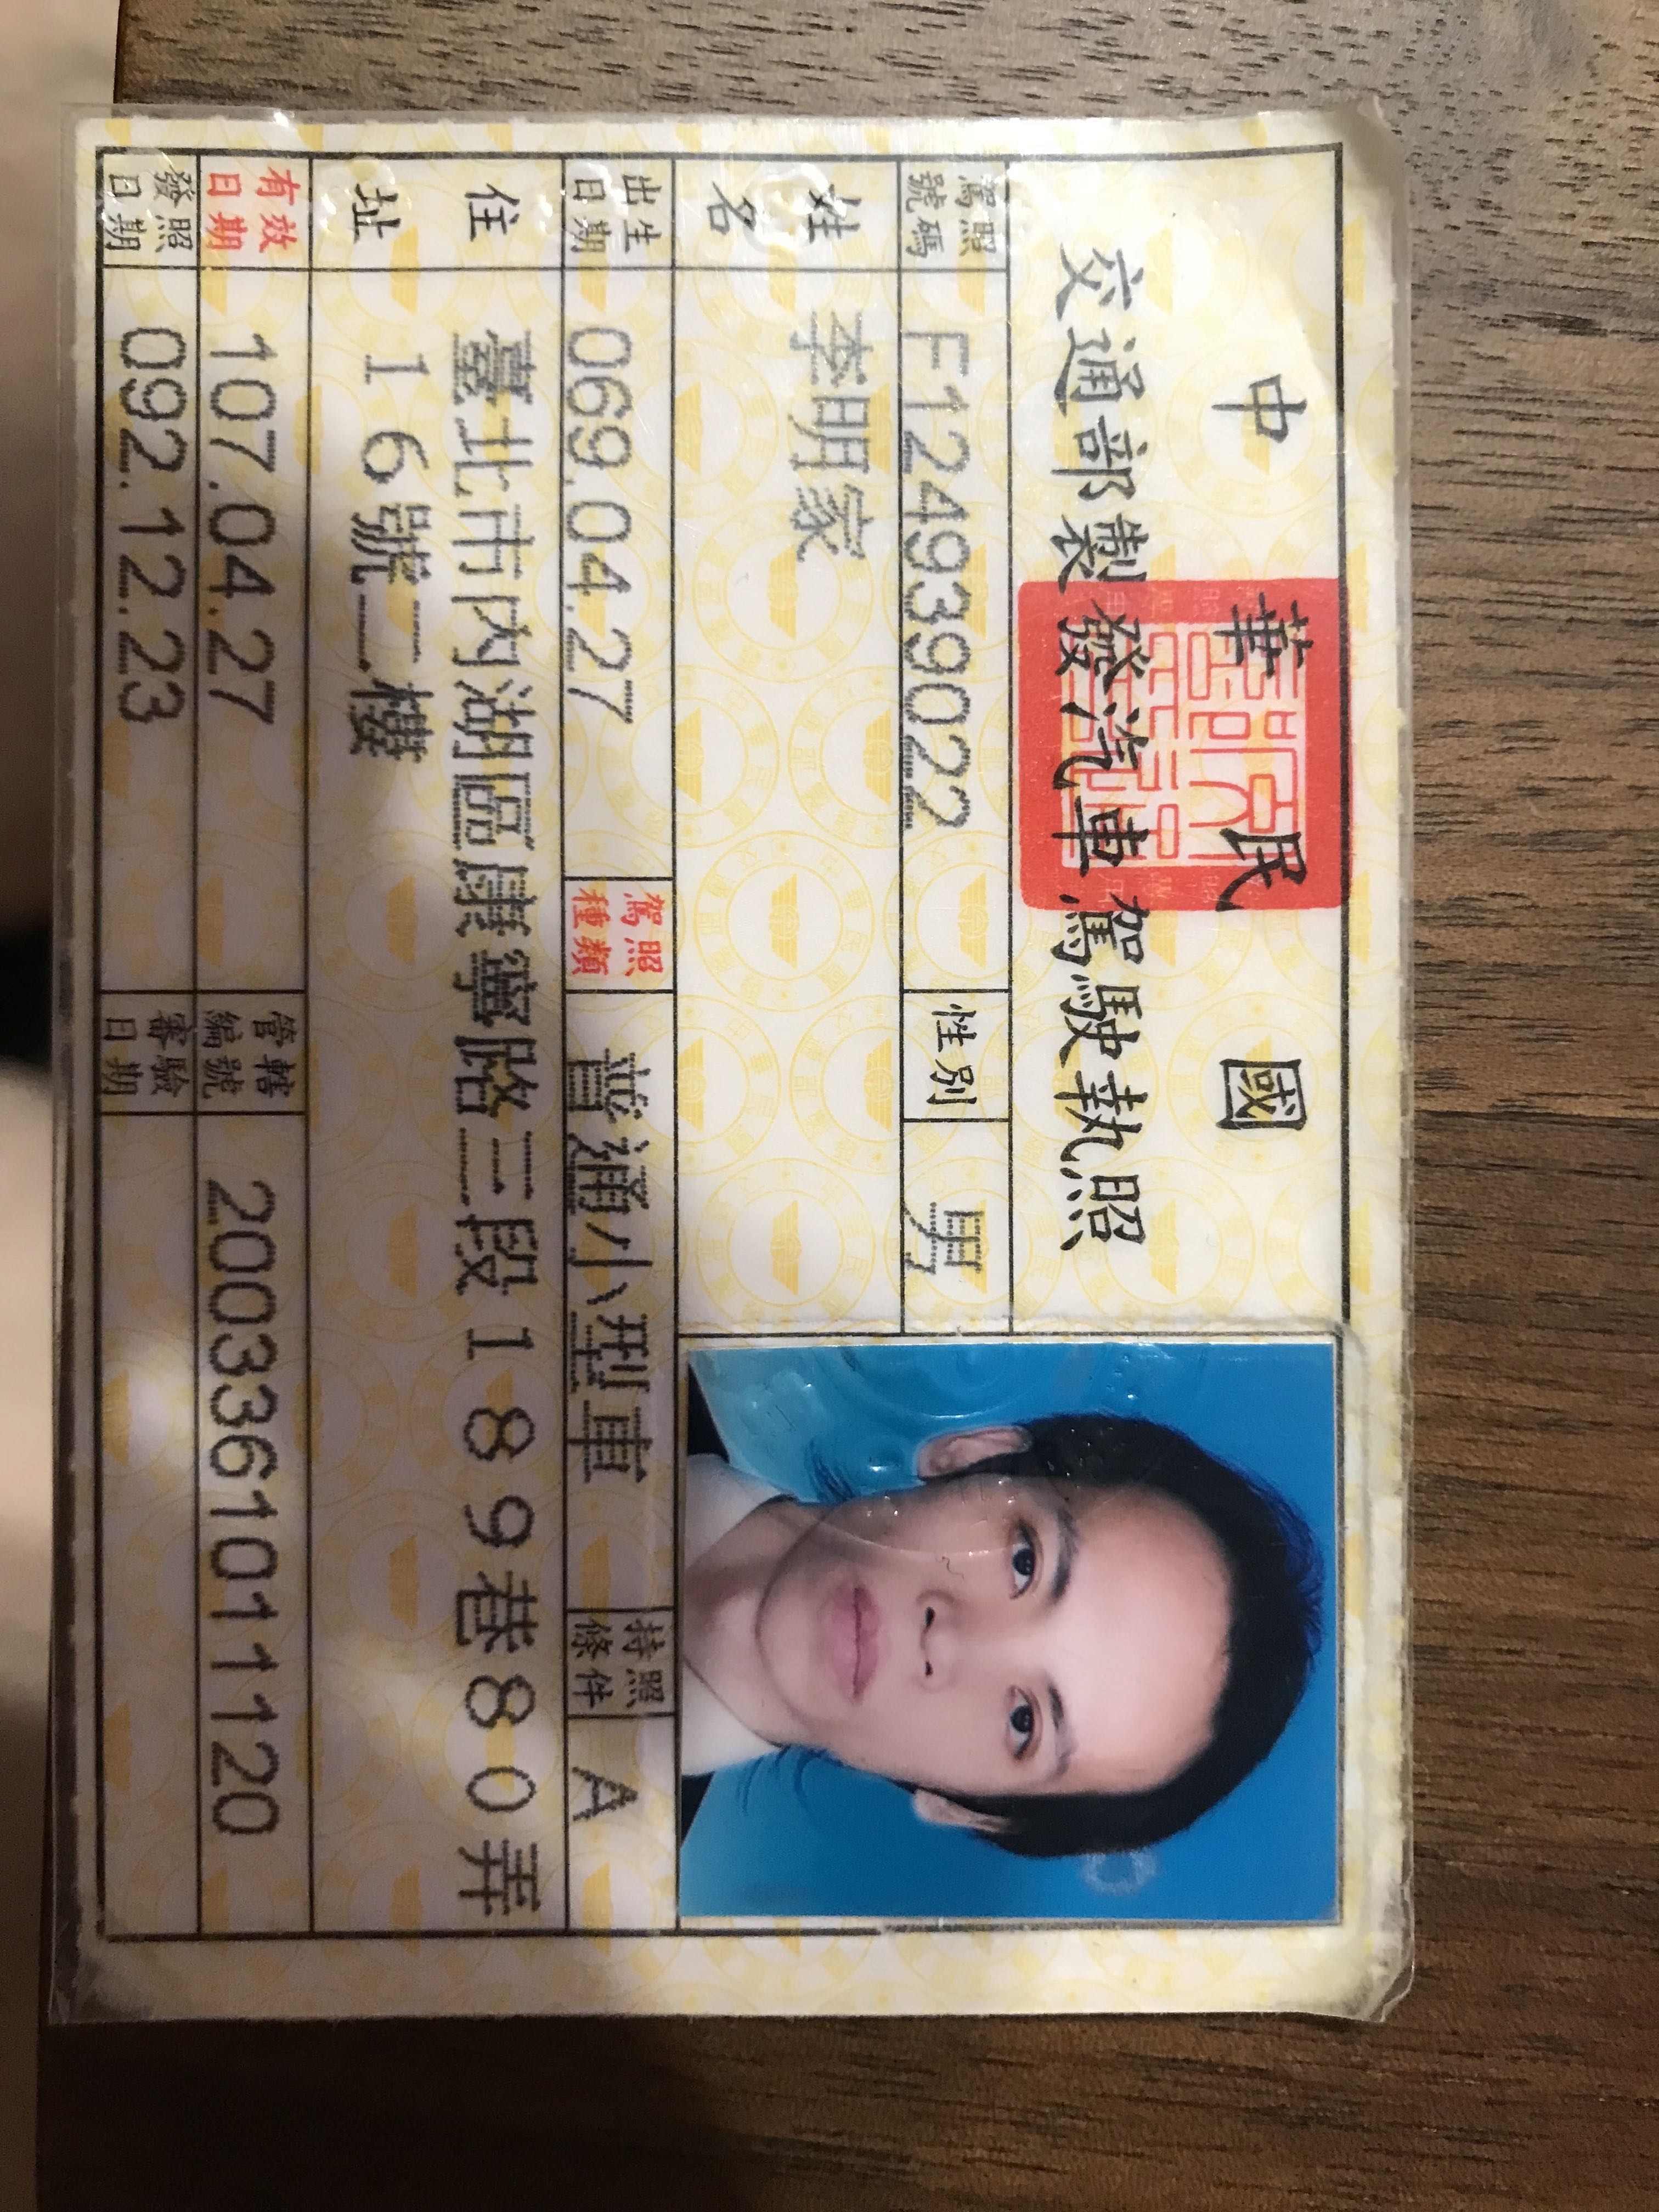 中華民國
交通部製發汽車駕駛執照
駕照號碼 F124939022 性別 男
姓名 李明家
出生日期 069.04.27 駕照種類 普通小型車 持照條件 A
住址 臺北市內湖區康寧路三段189巷80弄
16號二樓
有效日期 107.04.27 管轄編號 200336101120
發照日期 092.12.23 審驗日期